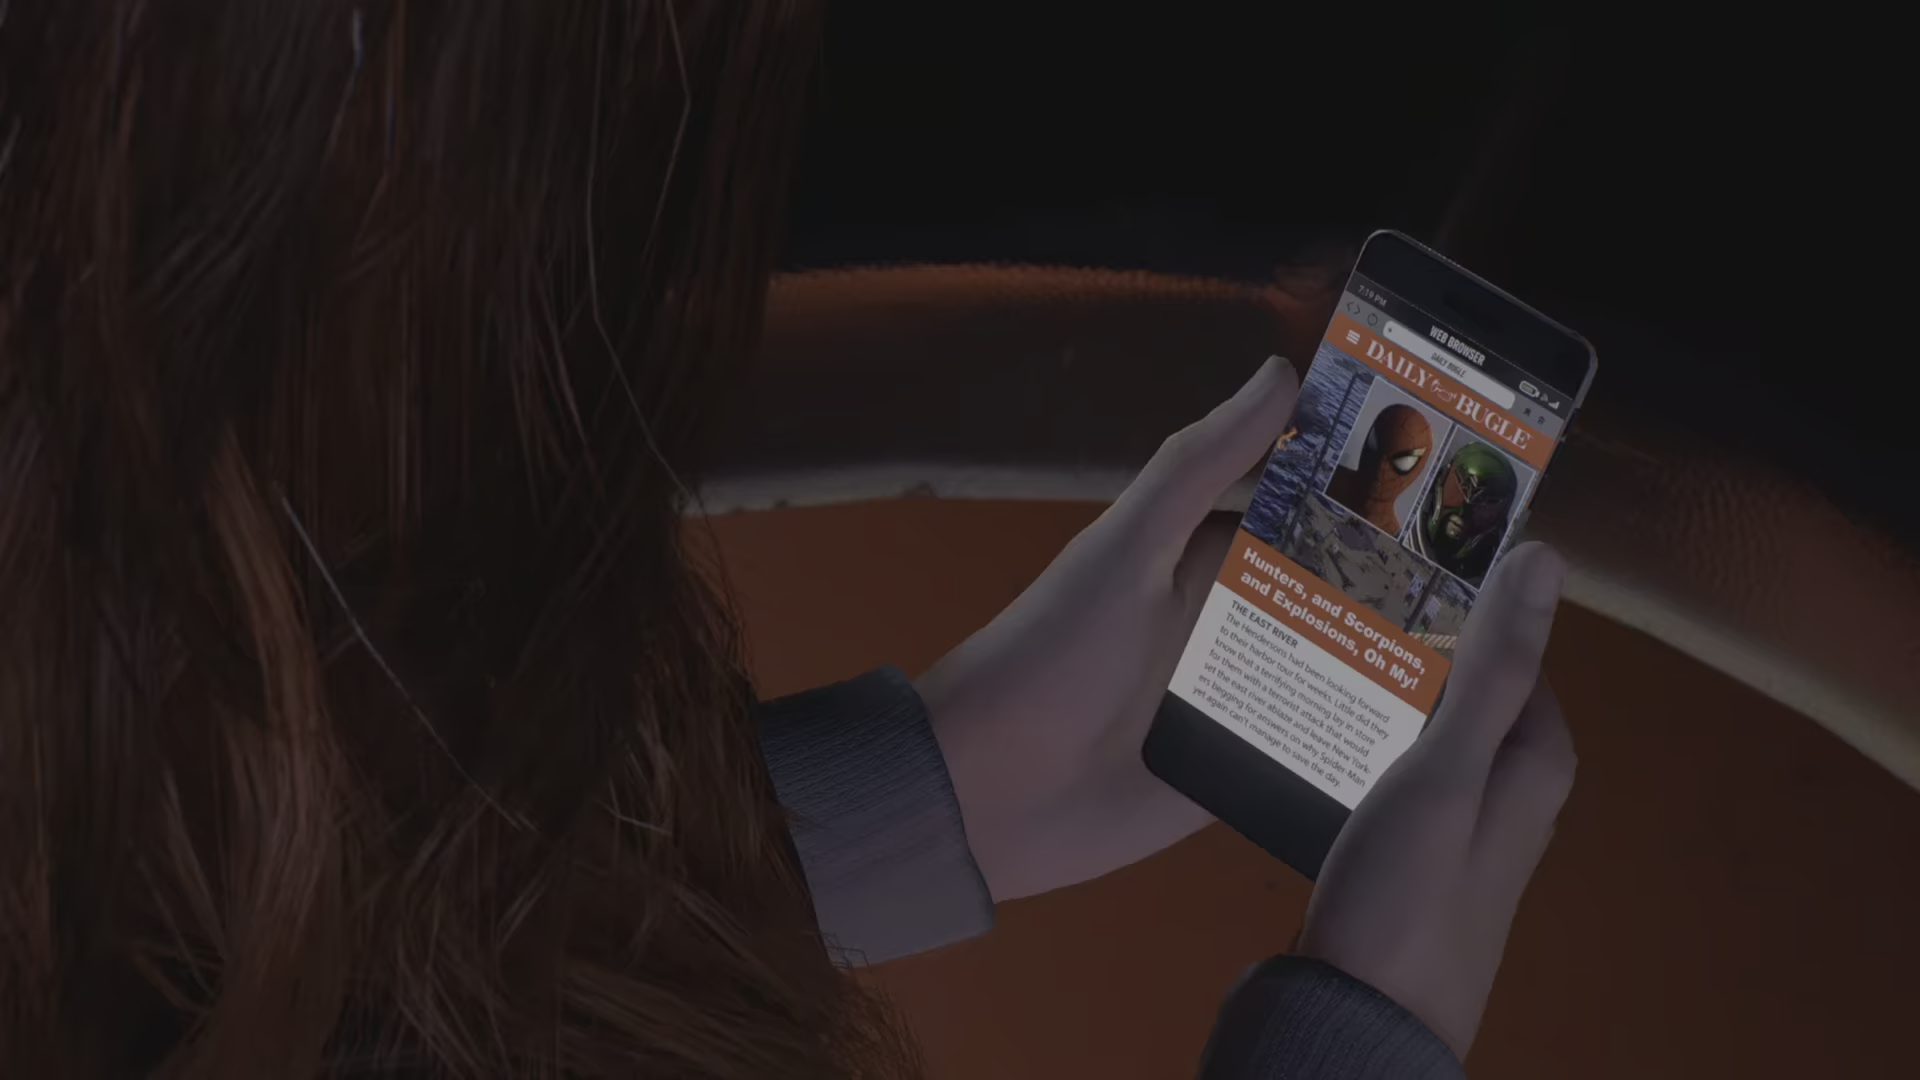 7:19 PM
WEB BROWSER
DAILY BUGLE
DAILY BUGLE
Hunters, and Scorpions,
and Explosions, Oh My!
THE EAST RIVER
The Hendersons had been looking forward
to their harbor tour for weeks. Little did they
know that a terrifying morning lay in store
for them with a terrorist attack that would
set the east river ablaze and leave New York-
ers begging for answers on why Spider-Man
yet again can't manage to save the day.